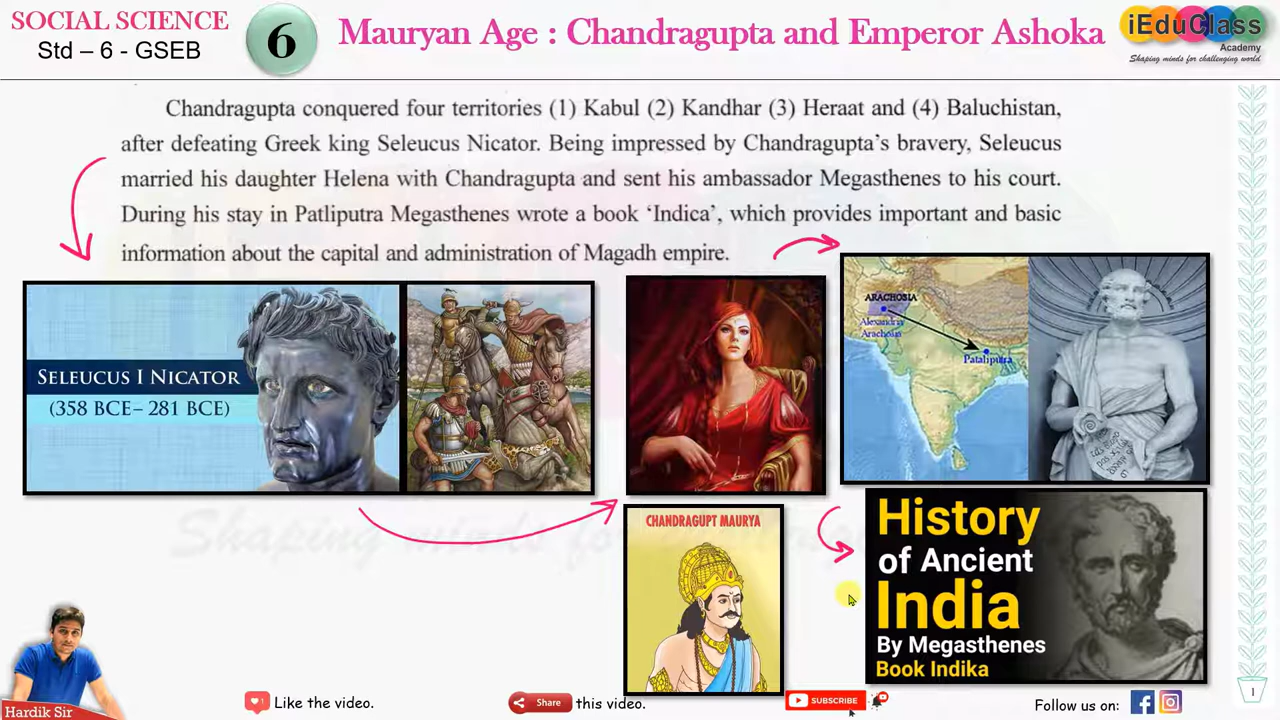 SOCIAL SCIENCE
Std – 6 - GSEB
6
Mauryan Age : Chandragupta and Emperor Ashoka
iEduClass
Academy
Shaping minds for challenging world
Chandragupta conquered four territories (1) Kabul (2) Kandhar (3) Heraat and (4) Baluchistan,
after defeating Greek king Seleucus Nicator. Being impressed by Chandragupta's bravery, Seleucus
married his daughter Helena with Chandragupta and sent his ambassador Megasthenes to his court.
During his stay in Patliputra Megasthenes wrote a book 'Indica', which provides important and basic
information about the capital and administration of Magadh empire.
SELEUCUS I NICATOR
(358 BCE– 281 BCE)
ARACHOSIA
Alexandria
Arachosia
Pataliputra
CHANDRAGUPT MAURYA
History
of Ancient
India
By Megasthenes
Book Indika
Shaping minds for
Hardik Sir
Like the video.
Share this video.
SUBSCRIBE
Follow us on:
1